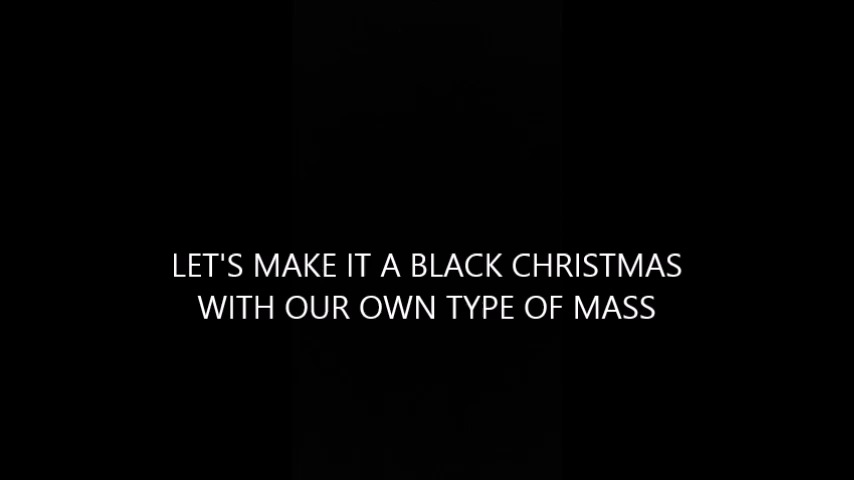 LET'S MAKE IT A BLACK CHRISTMAS
WITH OUR OWN TYPE OF MASS